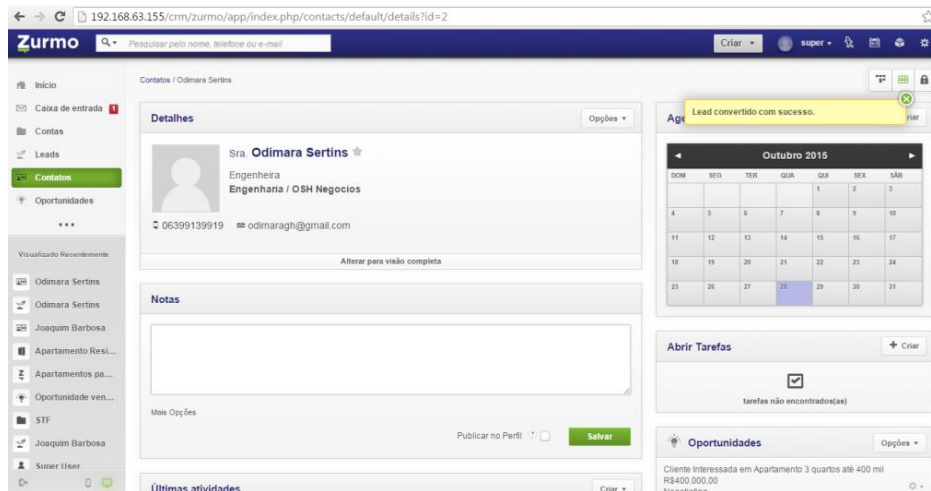 192.168.63.155/crm/zurmo/app/index.php/contacts/default/details?id=2
Zurmo
Pesquisar pelo nome, telefone ou e-mail
Criar
super
Início
Caixa de entrada 1
Contas
Leads
Contatos
Oportunidades
Visualizado Recentemente
Odimara Sertins
Odimara Sertins
Joaquim Barbosa
Apartamento Resi...
Apartamentos pa...
Oportunidade ven...
STF
Joaquim Barbosa
Super User
Contatos / Odimara Sertins
Detalhes
Opções
Sra. Odimara Sertins
Engenheira
Engenharia / OSH Negocios
06399139919 odimaragh@gmail.com
Alterar para visão completa
Notas
Mais Opções
Publicar no Perfil ?
Salvar
Últimas atividades
Criar
Lead convertido com sucesso.
Outubro 2015
DOM SEG TER QUA QUI SEX SÁB
1 2 3
4 5 6 7 8 9 10
11 12 13 14 15 16 17
18 19 20 21 22 23 24
25 26 27 28 29 30 31
Abrir Tarefas
+ Criar
tarefas não encontrados(as)
Oportunidades
Opções
Cliente Interessada em Apartamento 3 quartos até 400 mil
R$400.000,00